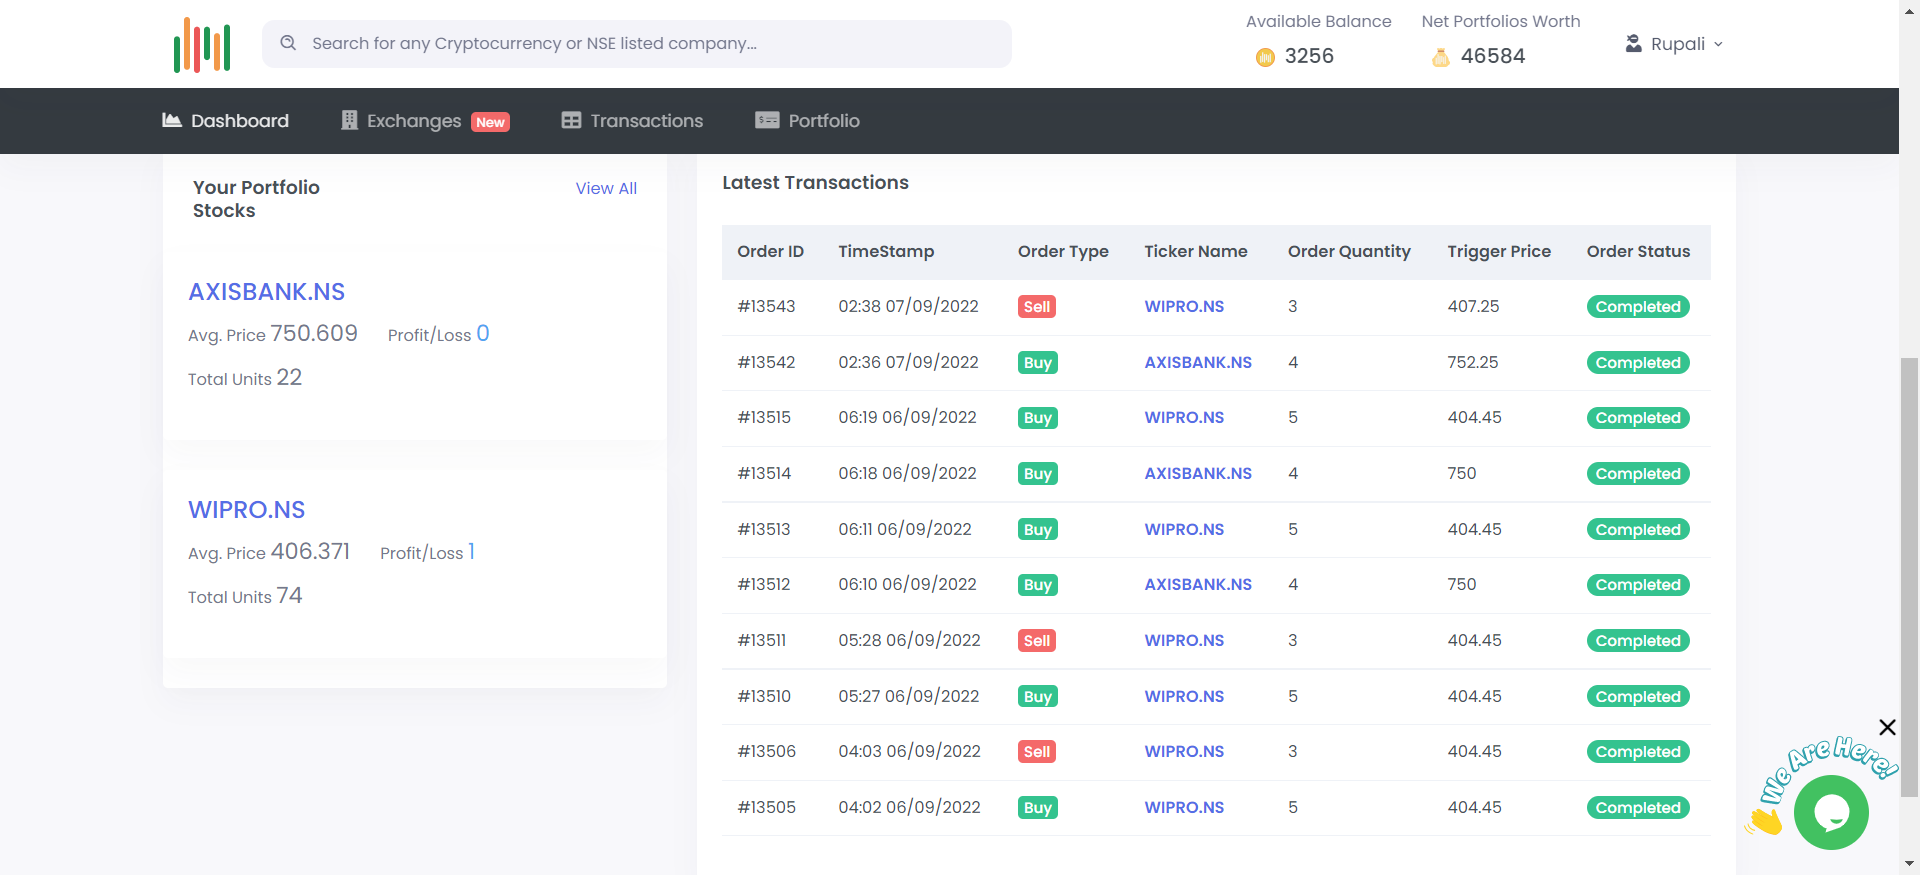 Search for any Cryptocurrency or NSE listed company...
Available Balance
3256
Net Portfolios Worth
46584
Rupali
Dashboard
Exchanges New
Transactions
Portfolio
Your Portfolio
Stocks
View All
AXISBANK.NS
Avg. Price 750.609 Profit/Loss 0
Total Units 22
WIPRO.NS
Avg. Price 406.371 Profit/Loss 1
Total Units 74
Latest Transactions
Order ID TimeStamp Order Type Ticker Name Order Quantity Trigger Price Order Status
#13543 02:38 07/09/2022 Sell WIPRO.NS 3 407.25 Completed
#13542 02:36 07/09/2022 Buy AXISBANK.NS 4 752.25 Completed
#13515 06:19 06/09/2022 Buy WIPRO.NS 5 404.45 Completed
#13514 06:18 06/09/2022 Buy AXISBANK.NS 4 750 Completed
#13513 06:11 06/09/2022 Buy WIPRO.NS 5 404.45 Completed
#13512 06:10 06/09/2022 Buy AXISBANK.NS 4 750 Completed
#13511 05:28 06/09/2022 Sell WIPRO.NS 3 404.45 Completed
#13510 05:27 06/09/2022 Buy WIPRO.NS 5 404.45 Completed
#13506 04:03 06/09/2022 Sell WIPRO.NS 3 404.45 Completed
#13505 04:02 06/09/2022 Buy WIPRO.NS 5 404.45 Completed
We Are Here!